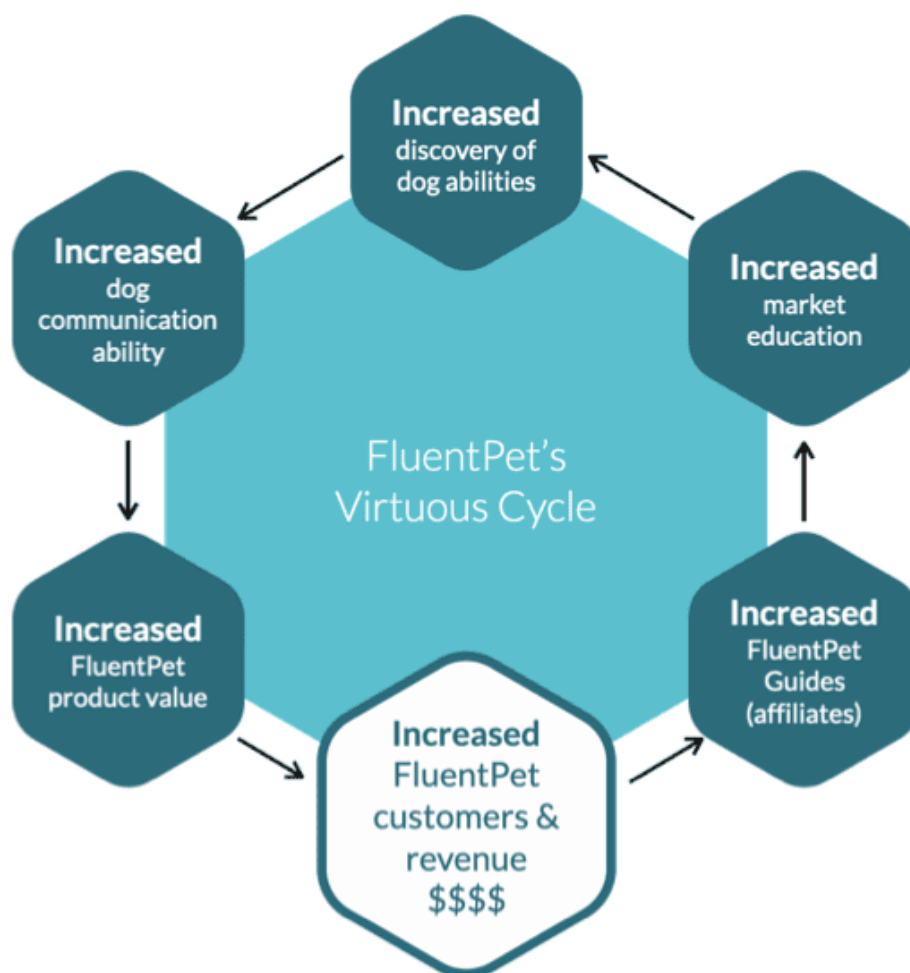 Increased
discovery of
dog abilities
Increased
dog
communication
ability
Increased
market
education
FluentPet's
Virtuous Cycle
Increased
FluentPet
product value
Increased
FluentPet
Guides
(affiliates)
Increased
FluentPet
customers &
revenue
$$$$